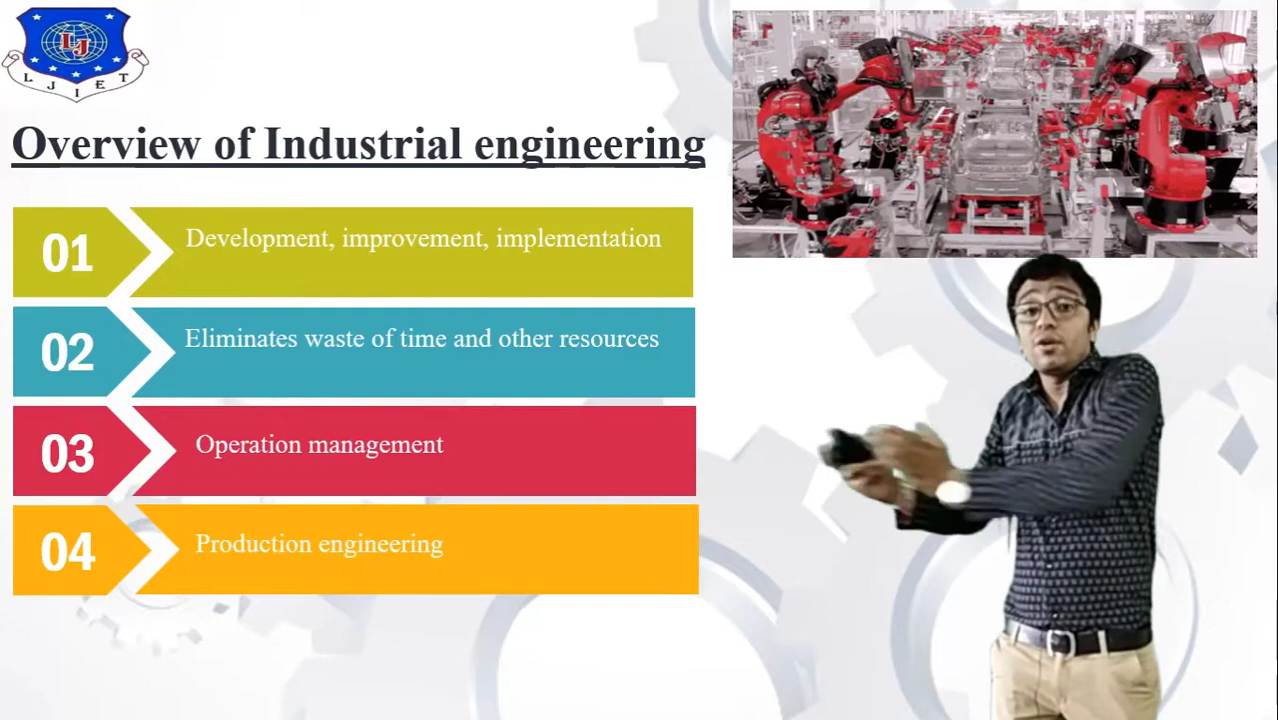 LJ
LJIET
Overview of Industrial engineering
01
Development, improvement, implementation
02
Eliminates waste of time and other resources
03
Operation management
04
Production engineering